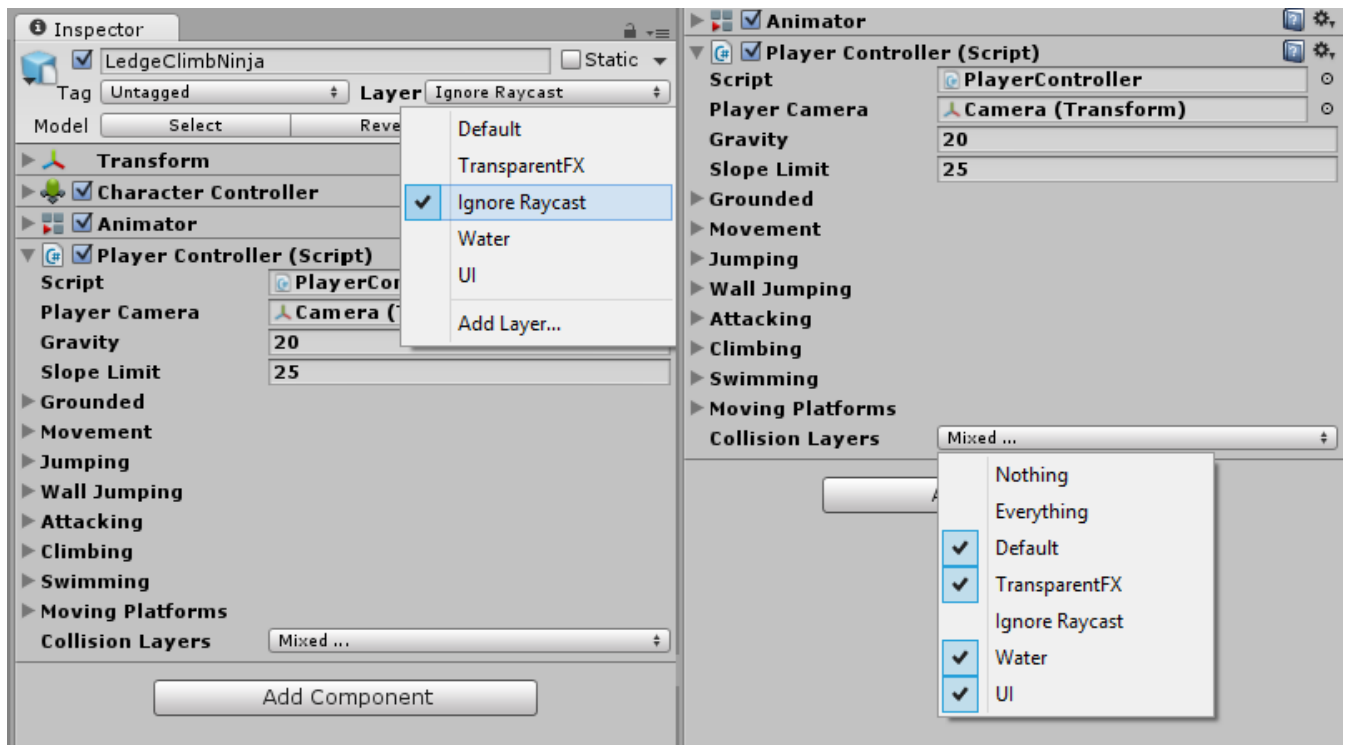 Inspector
LedgeClimbNinja
Static
Tag Untagged Layer Ignore Raycast
Model Select Reve
Default
TransparentFX
Ignore Raycast
Water
UI
Add Layer...
Transform
Character Controller
Animator
Player Controller (Script)
Script PlayerCor
Player Camera Camera (
Gravity 20
Slope Limit 25
Grounded
Movement
Jumping
Wall Jumping
Attacking
Climbing
Swimming
Moving Platforms
Collision Layers Mixed ...
Add Component
Animator
Player Controller (Script)
Script PlayerController
Player Camera Camera (Transform)
Gravity 20
Slope Limit 25
Grounded
Movement
Jumping
Wall Jumping
Attacking
Climbing
Swimming
Moving Platforms
Collision Layers Mixed ...
Nothing
Everything
Default
TransparentFX
Ignore Raycast
Water
UI